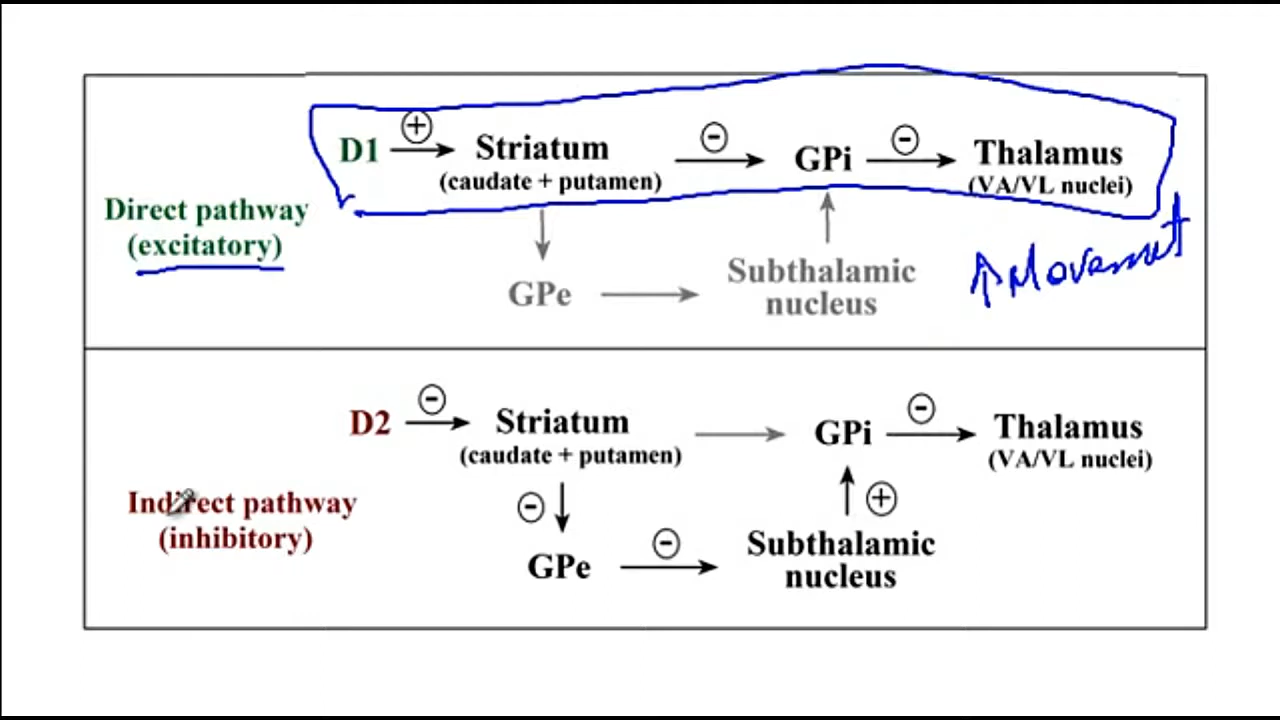 D1 + Striatum - GPi - Thalamus
(caudate + putamen) (VA/VL nuclei)
Direct pathway
(excitatory)
GPe Subthalamic
nucleus
↑ Movement
D2 - Striatum GPi - Thalamus
(caudate + putamen) (VA/VL nuclei)
Indirect pathway
(inhibitory)
- +
GPe - Subthalamic
nucleus